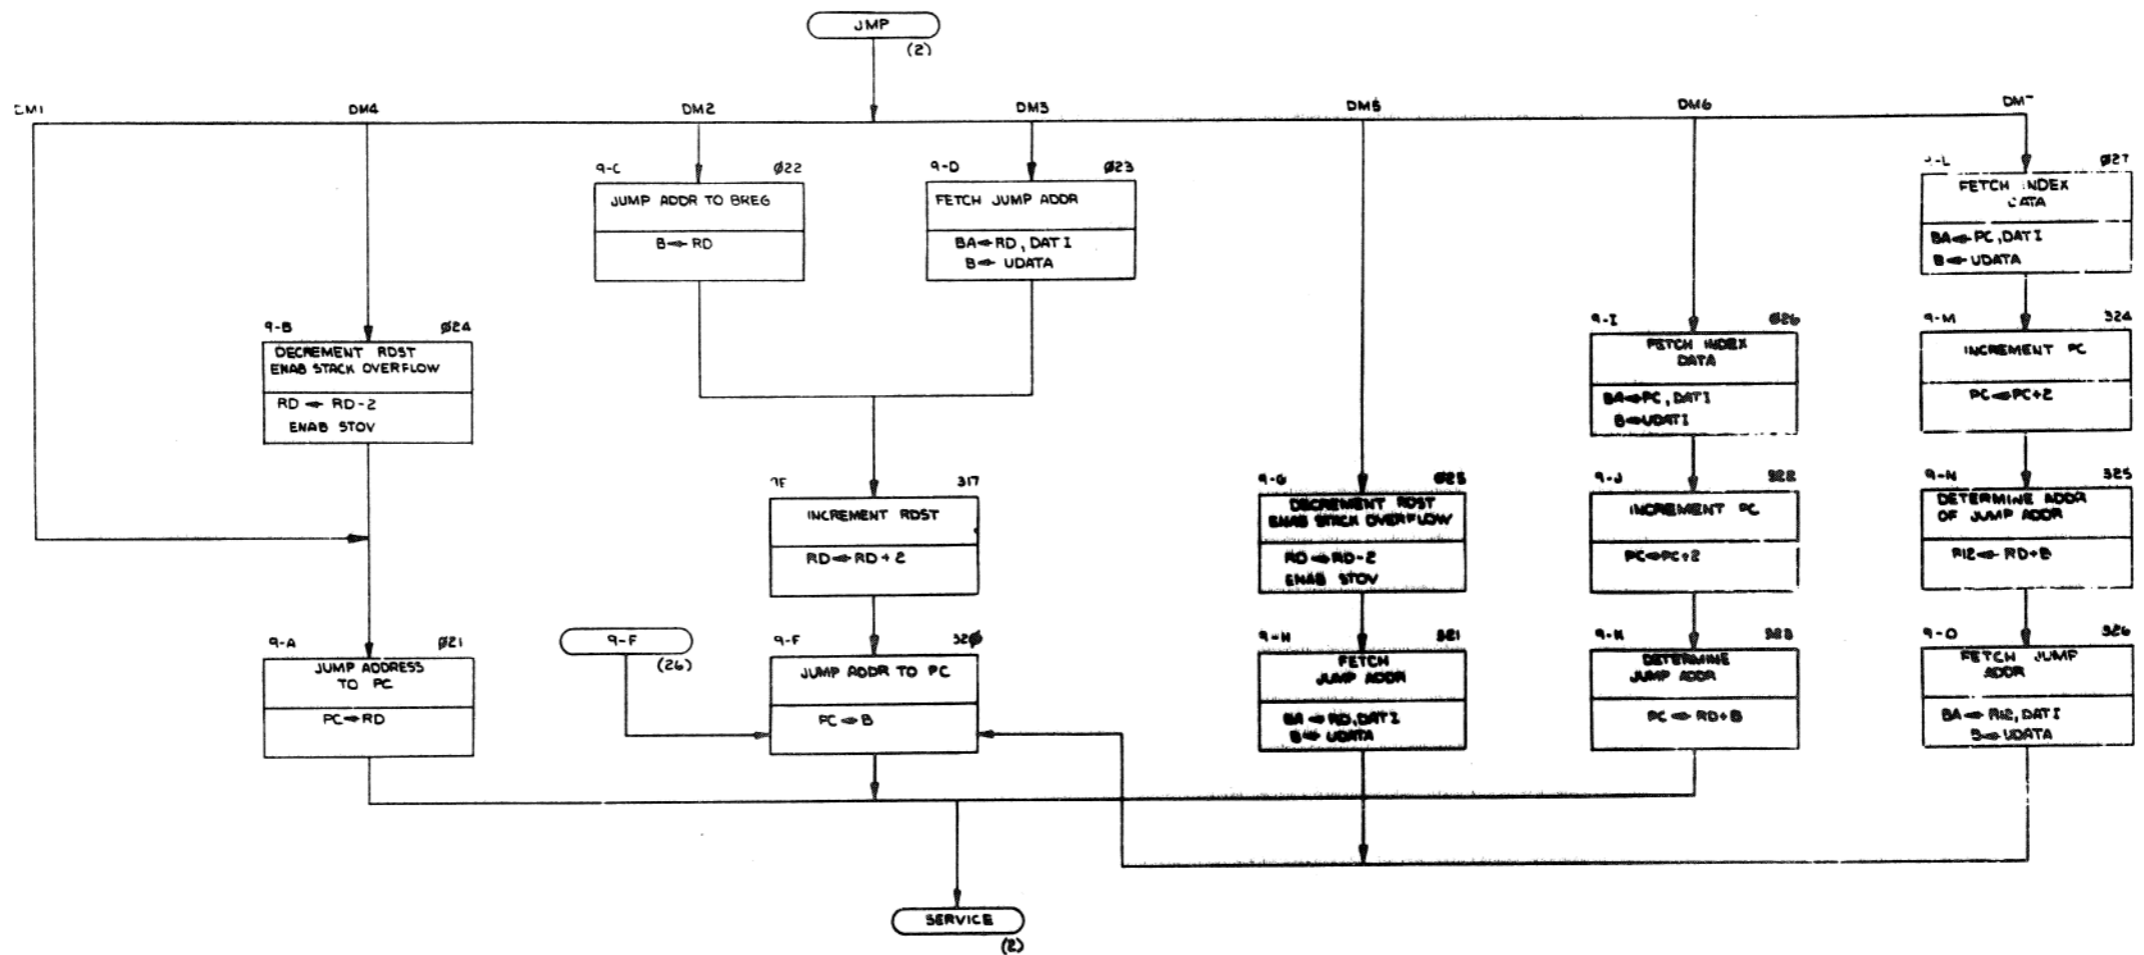 JMP
(2)
DM4
DM2
DM3
DM5
DM6
9-C Ø22
JUMP ADDR TO BREG
B←RD
9-D Ø23
FETCH JUMP ADDR
BA←RD, DATI
B← UDATA
Ø27
FETCH INDEX
DATA
BA←PC, DATI
B←UDATA
9-B Ø24
DECREMENT RDST
ENAB STACK OVERFLOW
RD ← RD-2
ENAB STOV
9-I Ø26
FETCH INDEX
DATA
BA←PC, DATI
B←UDATI
9-M 324
INCREMENT PC
PC←PC+2
317
INCREMENT RDST
RD←RD+2
9-G Ø25
DECREMENT RDST
ENAB STACK OVERFLOW
RD←RD-2
ENAB STOV
9-J 322
INCREMENT PC
PC←PC+2
9-N 325
DETERMINE ADDR
OF JUMP ADDR
R12← RD+B
9-A Ø21
JUMP ADDRESS
TO PC
PC←RD
9-F
(26)
9-F 32Ø
JUMP ADDR TO PC
PC←B
9-H 321
FETCH
JUMP ADDR
BA←RD, DATI
B← UDATA
9-K 323
DETERMINE
JUMP ADDR
PC← RD+B
9-O 326
FETCH JUMP
ADDR
BA← R12, DATI
B←UDATA
SERVICE
(2)